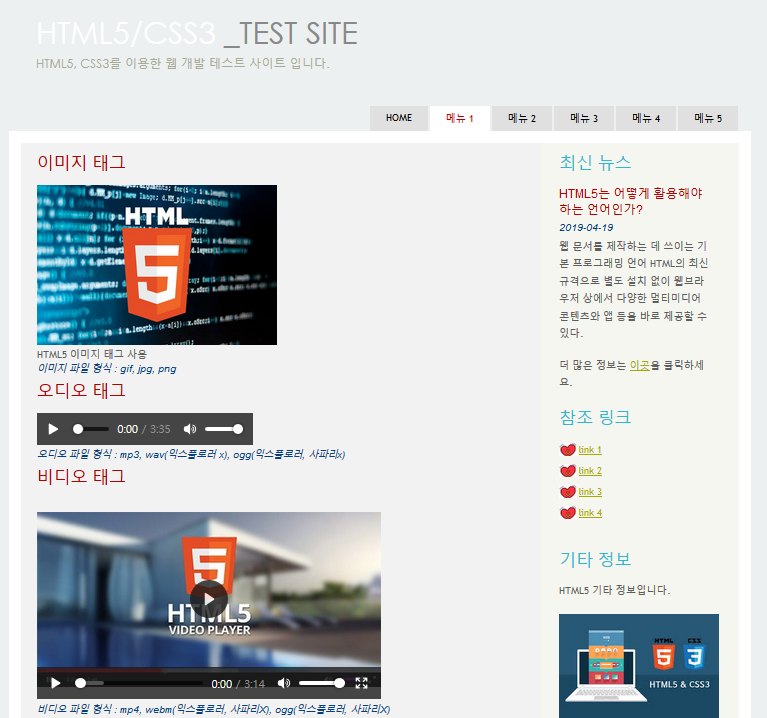 HTML5/CSS3 _TEST SITE
HTML5, CSS3를 이용한 웹 개발 테스트 사이트 입니다.
HOME
메뉴 1
메뉴 2
메뉴 3
메뉴 4
메뉴 5
이미지 태그
HTML
5
HTML5 이미지 태그 사용
이미지 파일 형식 : gif, jpg, png
오디오 태그
0:00 / 3:35
오디오 파일 형식 : mp3, wav(익스플로러 x), ogg(익스플로러, 사파리x)
비디오 태그
5
HTML5
VIDEO PLAYER
0:00 / 3:14
비디오 파일 형식 : mp4, webm(익스플로러, 사파리X), ogg(익스플로러, 사파리X)
최신 뉴스
HTML5는 어떻게 활용해야
하는 언어인가?
2019-04-19
웹 문서를 제작하는 데 쓰이는 기
본 프로그래밍 언어 HTML의 최신
규격으로 별도 설치 없이 웹브라
우저 상에서 다양한 멀티미디어
콘텐츠와 앱 등을 바로 제공할 수
있다.
더 많은 정보는 이곳을 클릭하세
요.
참조 링크
link 1
link 2
link 3
link 4
기타 정보
HTML5 기타 정보입니다.
HTML CSS
5 3
HTML5 & CSS3